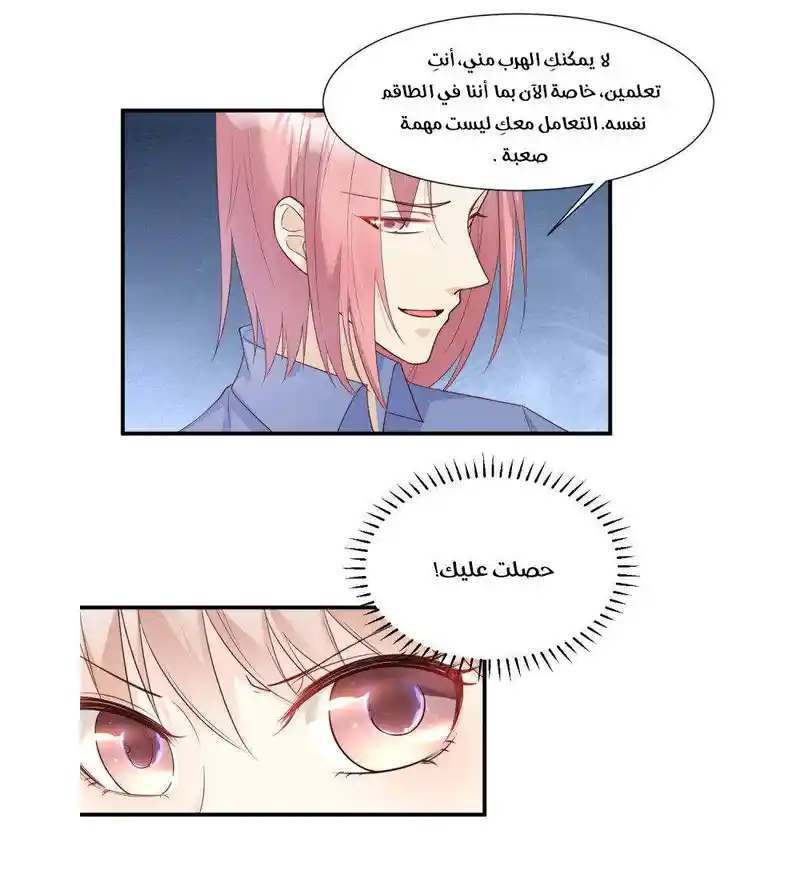 لا يمكنكِ الهرب مني، أنتِ
تعلمين، خاصة الآن بما أننا في الطاقم
نفسه. التعامل معكِ ليست مهمة
صعبة .
حصلت عليك!